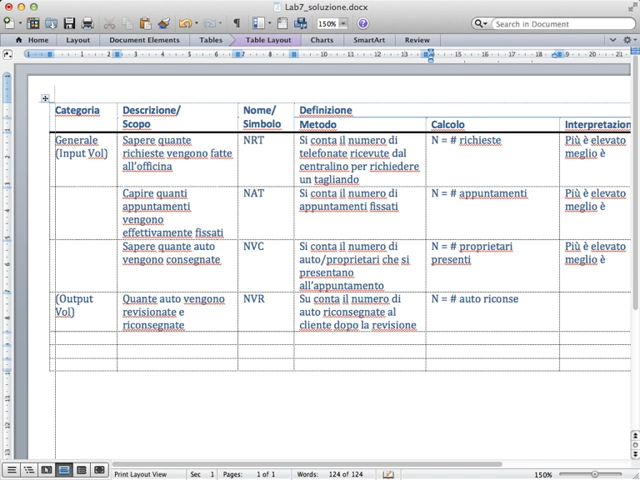 Lab7_soluzione.docx
150%
Search in Document
Home Layout Document Elements Tables Table Layout Charts SmartArt Review
Categoria
Descrizione/
Scopo
Nome/
Simbolo
Definizione
Metodo
Calcolo
Interpretazion
Generale
(Input Vol)
Sapere quante
richieste vengono fatte
all'officina
NRT
Si conta il numero di
telefonate ricevute dal
centralino per richiedere
un tagliando
N = # richieste
Più è elevato
meglio è
Capire quanti
appuntamenti
vengono
effettivamente fissati
NAT
Si conta il numero di
appuntamenti fissati
N = # appuntamenti
Più è elevato
meglio è
Sapere quante auto
vengono consegnate
NVC
Si conta il numero di
auto/proprietari che si
presentano
all'appuntamento
N = # proprietari
presenti
Più è elevato
meglio è
(Output
Vol)
Quante auto vengono
revisionate e
riconsegnate
NVR
Su conta il numero di
auto riconsegnate al
cliente dopo la revisione
N = # auto riconse
Print Layout View Sec 1 Pages: 1 of 1 Words: 124 of 124 150%